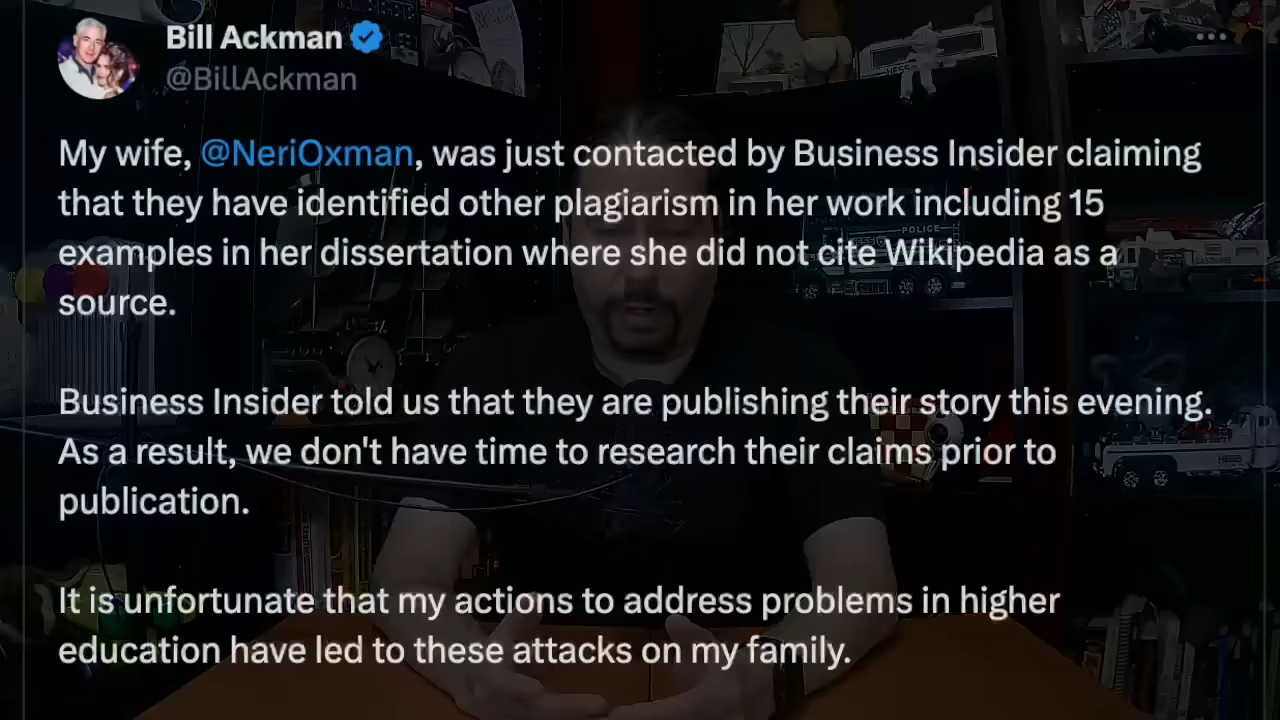 Bill Ackman
@BillAckman
My wife, @NeriOxman, was just contacted by Business Insider claiming
that they have identified other plagiarism in her work including 15
examples in her dissertation where she did not cite Wikipedia as a
source.
Business Insider told us that they are publishing their story this evening.
As a result, we don't have time to research their claims prior to
publication.
It is unfortunate that my actions to address problems in higher
education have led to these attacks on my family.
POLICE